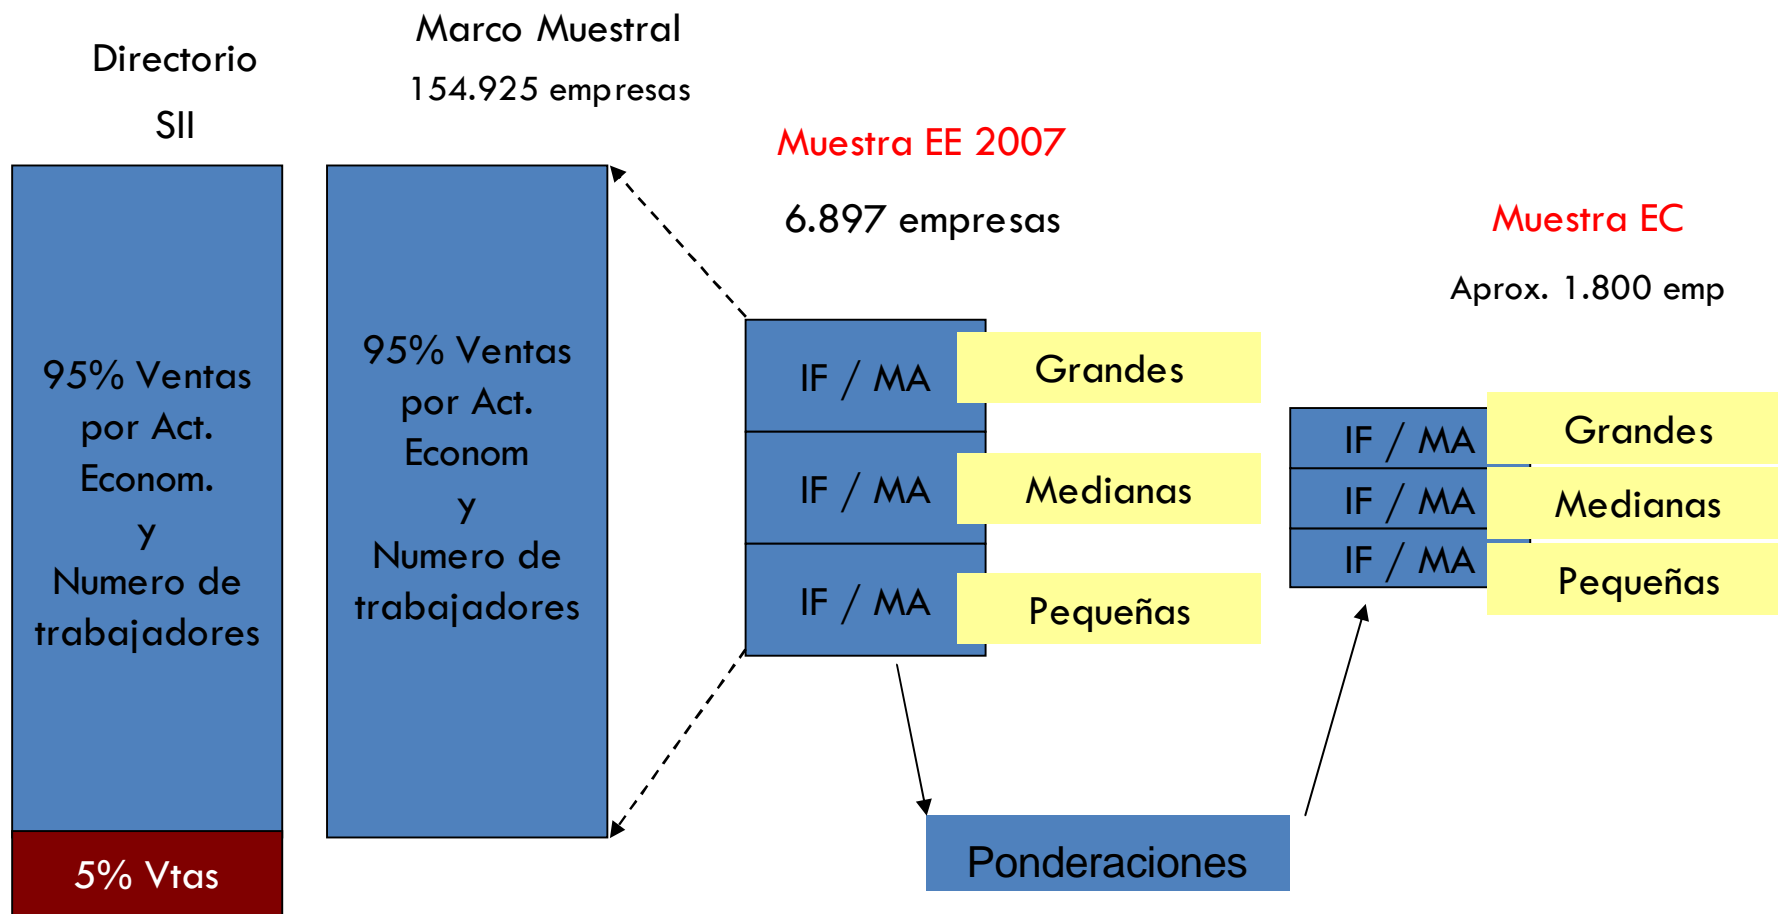 Directorio
SII
95% Ventas
por Act.
Econom.
y
Numero de
trabajadores
5% Vtas
Marco Muestral
154.925 empresas
95% Ventas
por Act.
Econom
y
Numero de
trabajadores
Muestra EE 2007
6.897 empresas
IF / MA
Grandes
IF / MA
Medianas
IF / MA
Pequeñas
Ponderaciones
Muestra EC
Aprox. 1.800 emp
IF / MA
Grandes
IF / MA
Medianas
IF / MA
Pequeñas